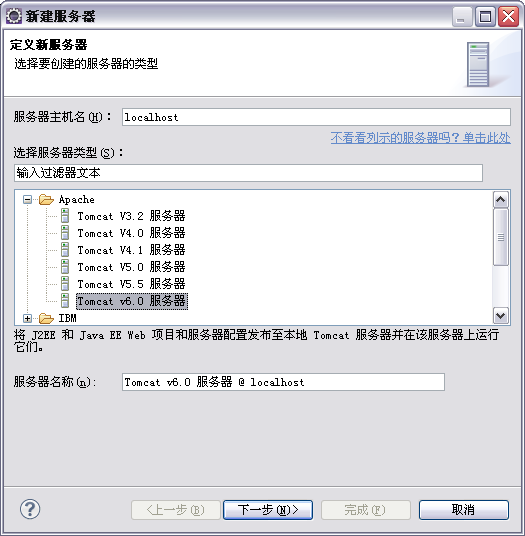 新建服务器
定义新服务器
选择要创建的服务器的类型
服务器主机名(H)： localhost
不看看列示的服务器吗？单击此处
选择服务器类型(S)：
输入过滤器文本
Apache
Tomcat V3.2 服务器
Tomcat V4.0 服务器
Tomcat V4.1 服务器
Tomcat V5.0 服务器
Tomcat V5.5 服务器
Tomcat v6.0 服务器
IBM
将 J2EE 和 Java EE Web 项目和服务器配置发布至本地 Tomcat 服务器并在该服务器上运行
它们。
服务器名称(n): Tomcat v6.0 服务器 @ localhost
? <上一步(B) 下一步(N)> 完成(F) 取消